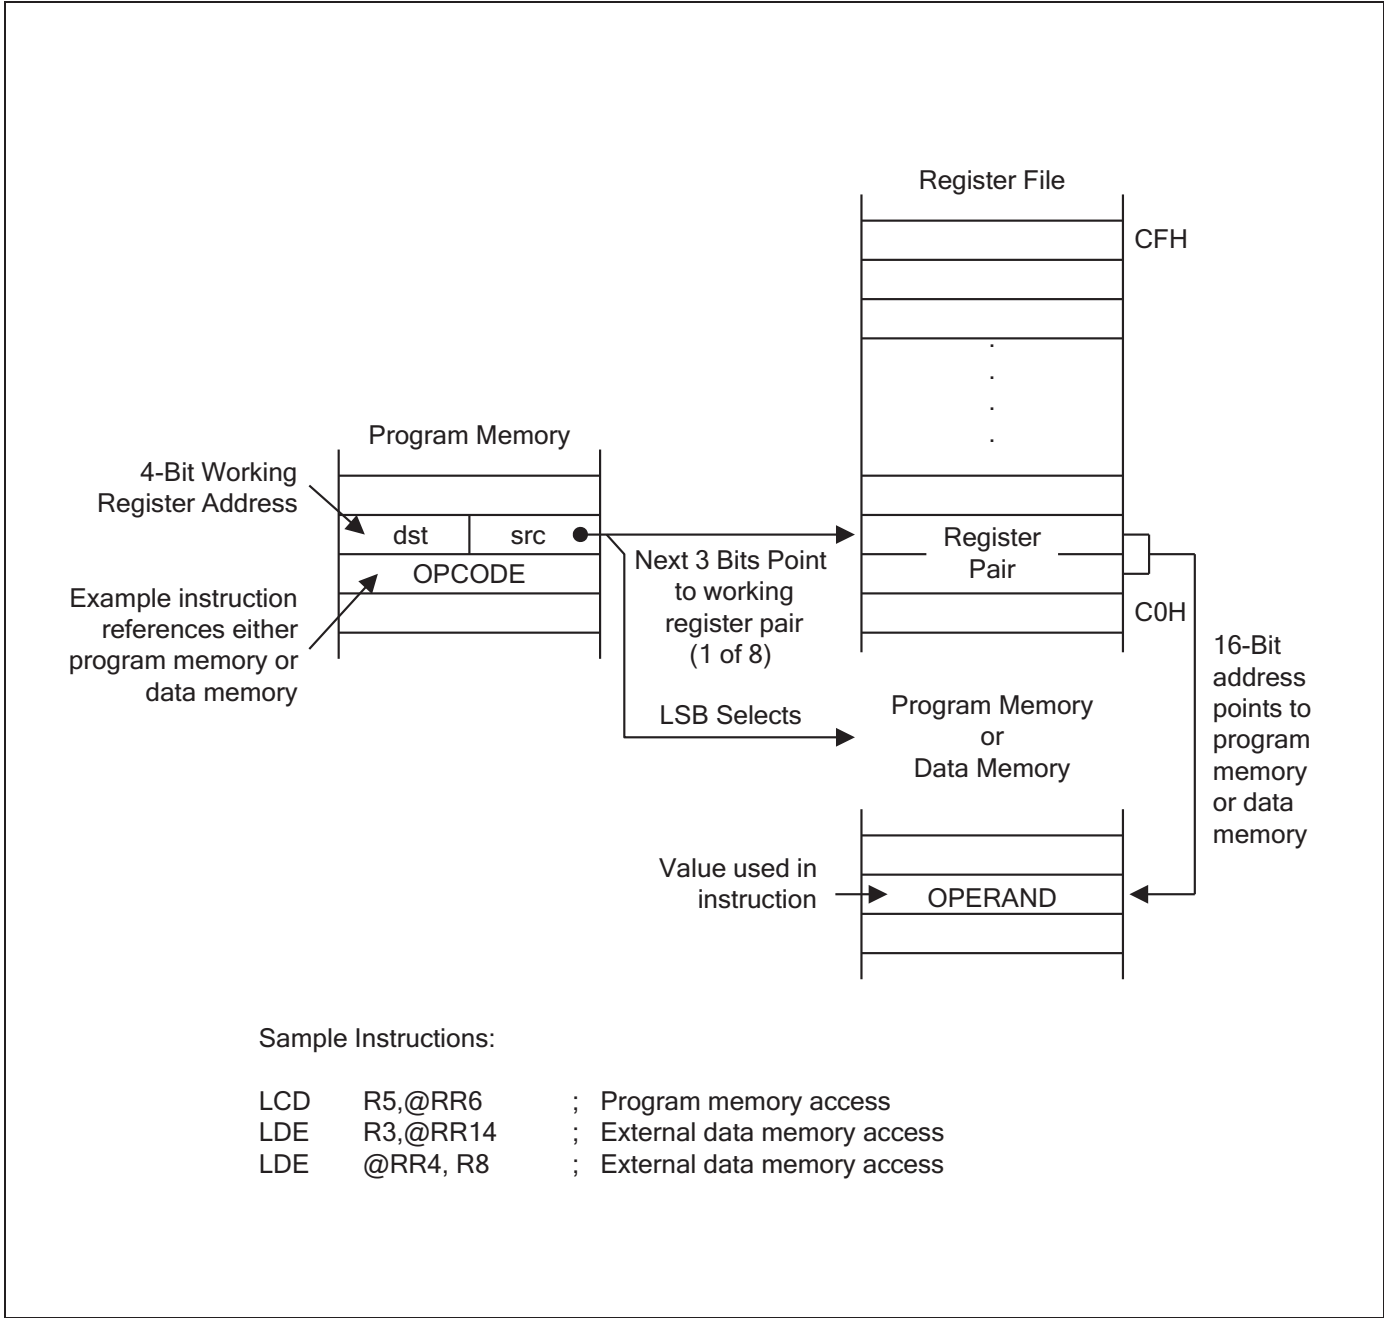 Register File
CFH
Program Memory
4-Bit Working
Register Address
dst
src
OPCODE
Example instruction
references either
program memory or
data memory
Next 3 Bits Point
to working
register pair
(1 of 8)
Register
Pair
C0H
LSB Selects
Program Memory
or
Data Memory
16-Bit
address
points to
program
memory
or data
memory
Value used in
instruction
OPERAND
Sample Instructions:
LCD R5,@RR6 ; Program memory access
LDE R3,@RR14 ; External data memory access
LDE @RR4, R8 ; External data memory access